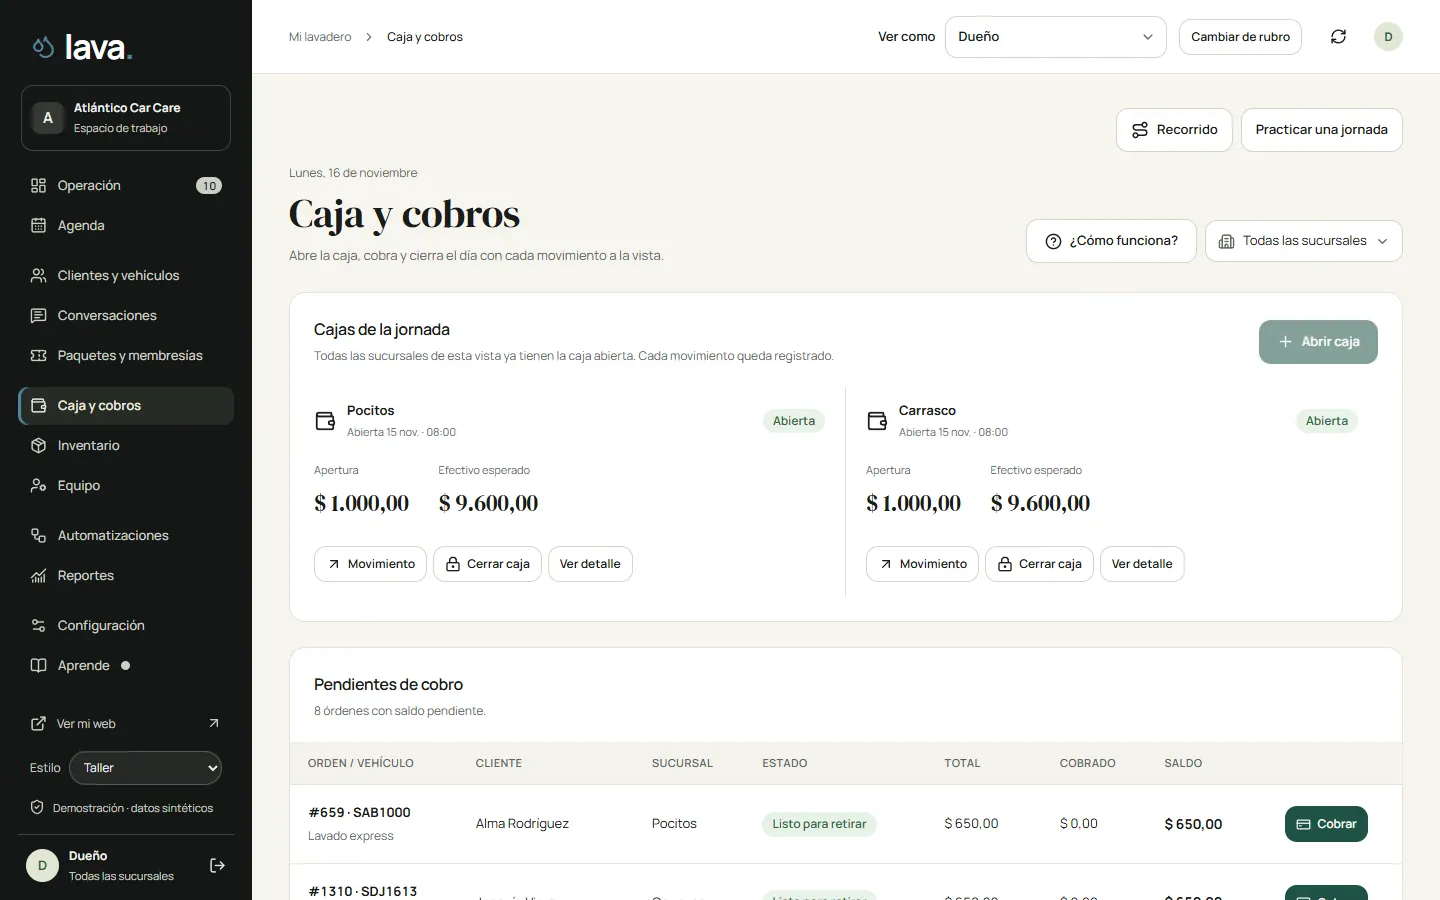 lava.
A
Atlántico Car Care
Espacio de trabajo
Operación 10
Agenda
Clientes y vehículos
Conversaciones
Paquetes y membresías
Caja y cobros
Inventario
Equipo
Automatizaciones
Reportes
Configuración
Aprende
Ver mi web
Estilo Taller
Demostración · datos sintéticos
D
Dueño
Todas las sucursales
Mi lavadero > Caja y cobros
Ver como Dueño
Cambiar de rubro
D
Recorrido
Practicar una jornada
Lunes, 16 de noviembre
Caja y cobros
Abre la caja, cobra y cierra el día con cada movimiento a la vista.
¿Cómo funciona?
Todas las sucursales
Cajas de la jornada
Todas las sucursales de esta vista ya tienen la caja abierta. Cada movimiento queda registrado.
+ Abrir caja
Pocitos
Abierta 15 nov. · 08:00
Abierta
Apertura Efectivo esperado
$ 1.000,00 $ 9.600,00
Movimiento Cerrar caja Ver detalle
Carrasco
Abierta 15 nov. · 08:00
Abierta
Apertura Efectivo esperado
$ 1.000,00 $ 9.600,00
Movimiento Cerrar caja Ver detalle
Pendientes de cobro
8 órdenes con saldo pendiente.
ORDEN / VEHÍCULO CLIENTE SUCURSAL ESTADO TOTAL COBRADO SALDO
#659 · SAB1000
Lavado express
Alma Rodríguez Pocitos Listo para retirar $ 650,00 $ 0,00 $ 650,00 Cobrar
#1310 · SDJ1613